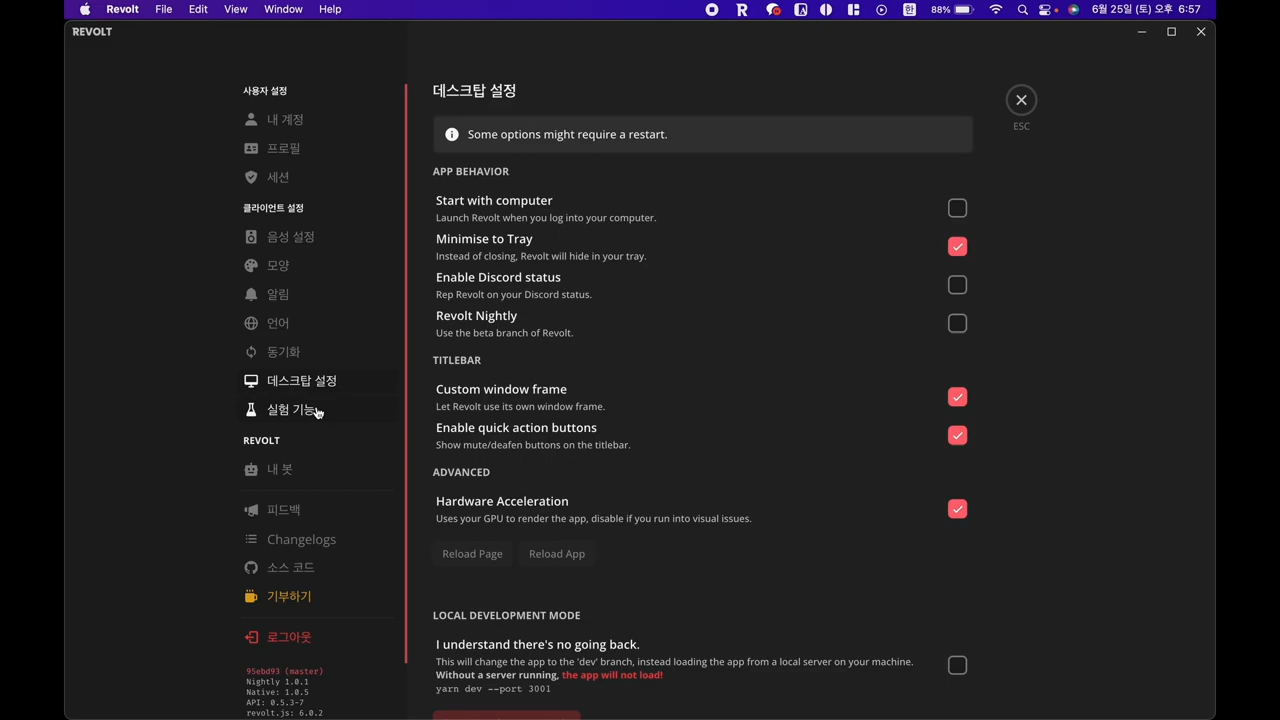 Revolt File Edit View Window Help
88% 6월 25일 (토) 오후 6:57
REVOLT
사용자 설정
내 계정
프로필
세션
클라이언트 설정
음성 설정
모양
알림
언어
동기화
데스크탑 설정
실험 기능
REVOLT
내 봇
피드백
Changelogs
소스 코드
기부하기
로그아웃
95ebd93 (master)
Nightly 1.0.1
Native: 1.0.5
API: 0.5.3-7
revolt.js: 6.0.2
데스크탑 설정
ESC
Some options might require a restart.
APP BEHAVIOR
Start with computer
Launch Revolt when you log into your computer.
Minimise to Tray
Instead of closing, Revolt will hide in your tray.
Enable Discord status
Rep Revolt on your Discord status.
Revolt Nightly
Use the beta branch of Revolt.
TITLEBAR
Custom window frame
Let Revolt use its own window frame.
Enable quick action buttons
Show mute/deafen buttons on the titlebar.
ADVANCED
Hardware Acceleration
Uses your GPU to render the app, disable if you run into visual issues.
Reload Page Reload App
LOCAL DEVELOPMENT MODE
I understand there's no going back.
This will change the app to the 'dev' branch, instead loading the app from a local server on your machine.
Without a server running, the app will not load!
yarn dev --port 3001